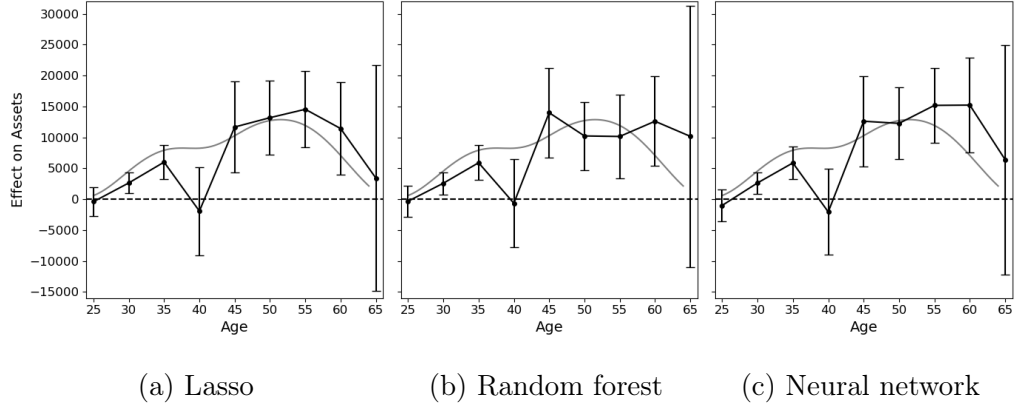 30000
25000
20000
15000
10000
5000
0
−5000
−10000
−15000
Effect on Assets
25 30 35 40 45 50 55 60 65
25 30 35 40 45 50 55 60 65
25 30 35 40 45 50 55 60 65
Age
Age
Age
(a) Lasso
(b) Random forest
(c) Neural network